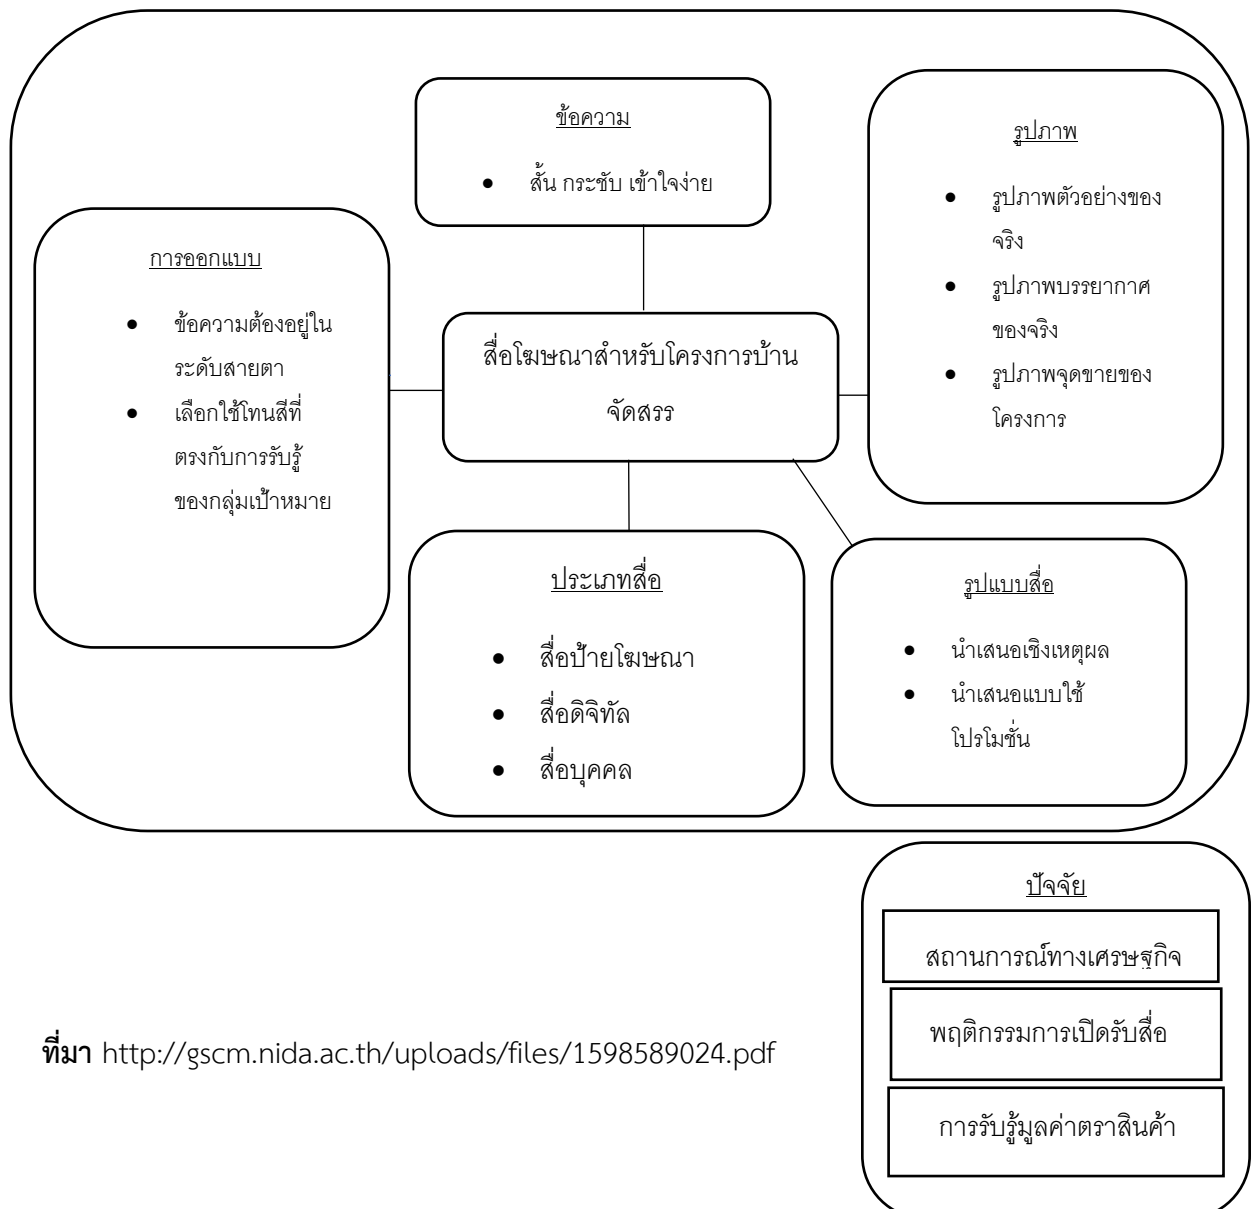 ข้อความ
• สั้น กระชับ เข้าใจง่าย
รูปภาพ
• รูปภาพตัวอย่างของ
จริง
• รูปภาพบรรยากาศ
ของจริง
• รูปภาพจุดขายของ
โครงการ
การออกแบบ
• ข้อความต้องอยู่ใน
ระดับสายตา
• เลือกใช้โทนสีที่
ตรงกับการรับรู้
ของกลุ่มเป้าหมาย
สื่อโฆษณาสำหรับโครงการบ้าน
จัดสรร
ประเภทสื่อ
• สื่อป้ายโฆษณา
• สื่อดิจิทัล
• สื่อบุคคล
รูปแบบสื่อ
• นำเสนอเชิงเหตุผล
• นำเสนอแบบใช้
โปรโมชั่น
ปัจจัย
สถานการณ์ทางเศรษฐกิจ
พฤติกรรมการเปิดรับสื่อ
การรับรู้มูลค่าตราสินค้า
ที่มา http://gscm.nida.ac.th/uploads/files/1598589024.pdf